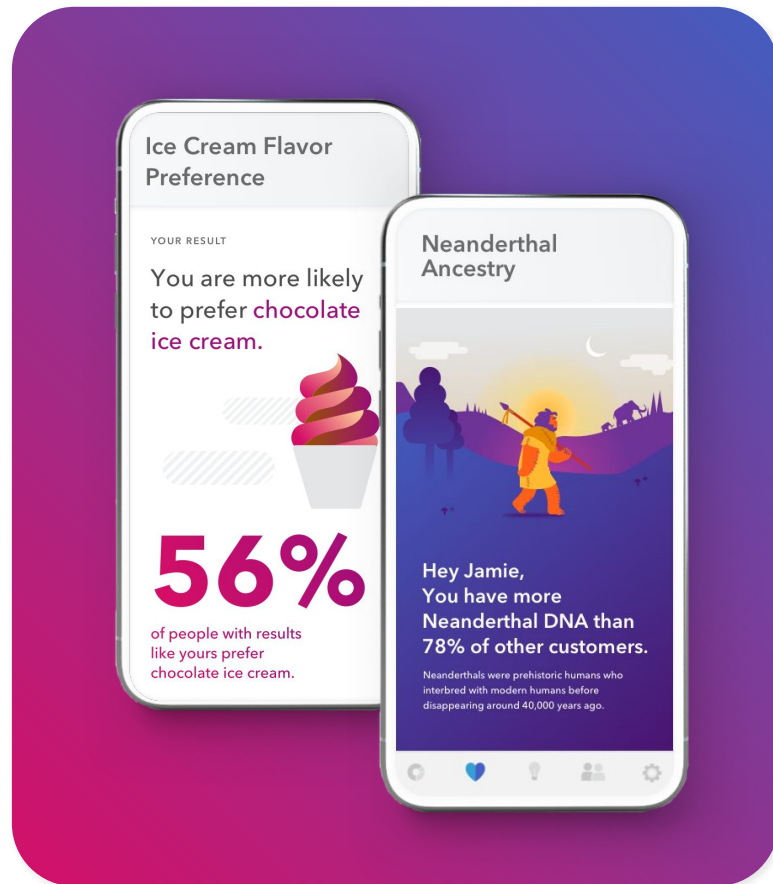 Ice Cream Flavor
Preference
YOUR RESULT
You are more likely
to prefer chocolate
ice cream.
56%
of people with results
like yours prefer
chocolate ice cream.
Neanderthal
Ancestry
Hey Jamie,
You have more
Neanderthal DNA than
78% of other customers.
Neanderthals were prehistoric humans who
interbred with modern humans before
disappearing around 40,000 years ago.